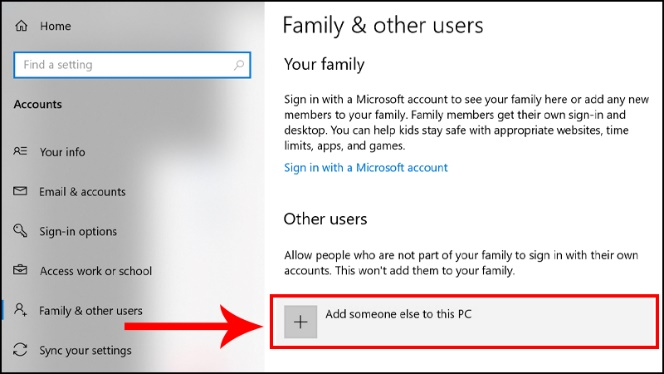 Home
Find a setting
Accounts
Your info
Email & accounts
Sign-in options
Access work or school
Family & other users
Sync your settings
Family & other users
Your family
Sign in with a Microsoft account to see your family here or add any new
members to your family. Family members get their own sign-in and
desktop. You can help kids stay safe with appropriate websites, time
limits, apps, and games.
Sign in with a Microsoft account
Other users
Allow people who are not part of your family to sign in with their own
accounts. This won't add them to your family.
Add someone else to this PC